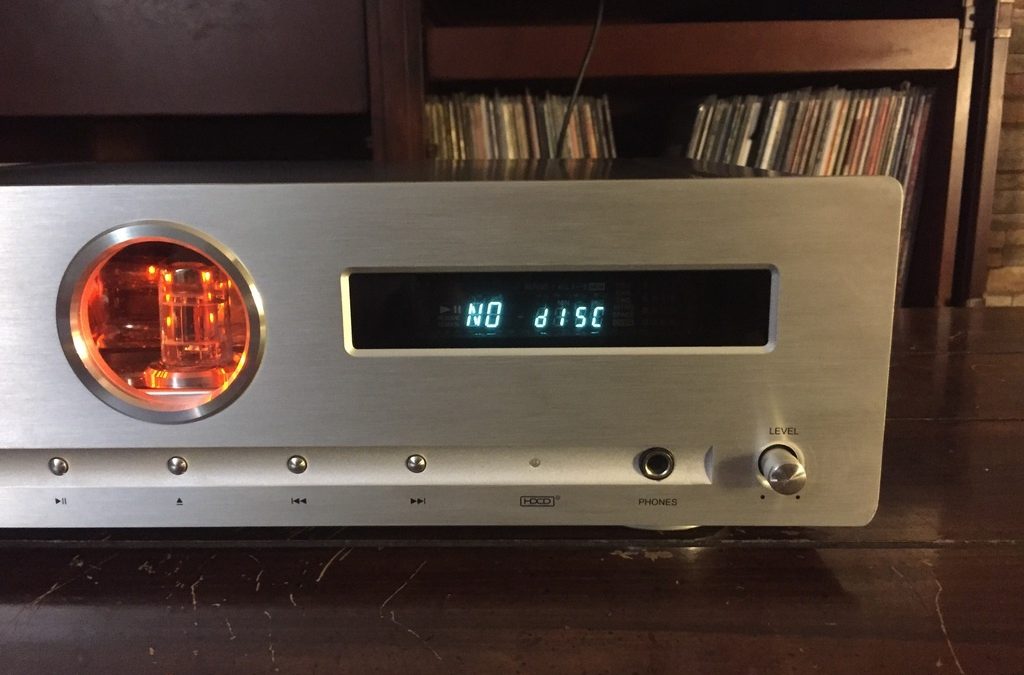 NO dISC
LEVEL
HDCD®
PHONES